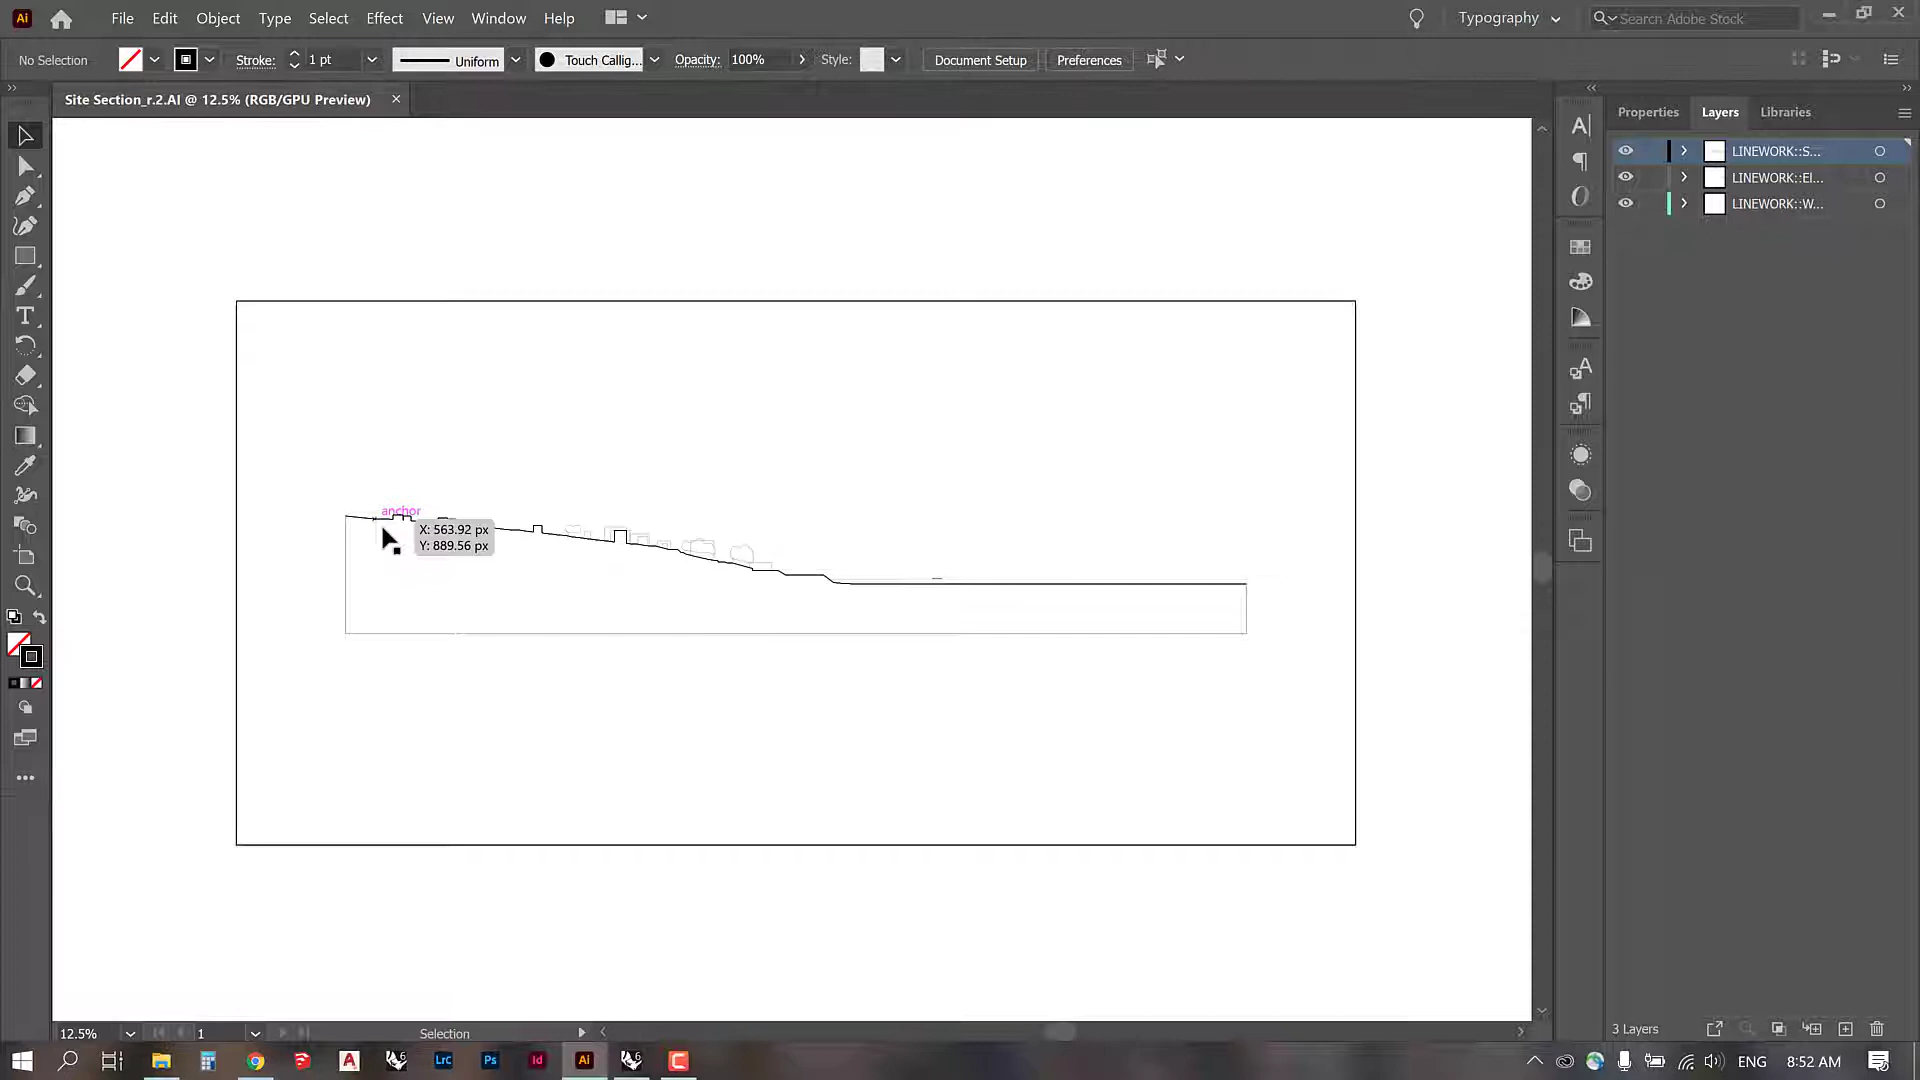 Ai
File
Edit
Object
Type
Select
Effect
View
Window
Help
Typography
Search Adobe Stock
No Selection
Stroke:
1 pt
Uniform
Touch Callig...
Opacity:
100%
Style:
Document Setup
Preferences
Site Section_r.2.AI @ 12.5% (RGB/GPU Preview)
Properties
Layers
Libraries
LINEWORK::S...
LINEWORK::El...
LINEWORK::W...
anchor
X: 563.92 px
Y: 889.56 px
12.5%
1
Selection
3 Layers
Lrc
Ps
Id
Ai
ENG
8:52 AM